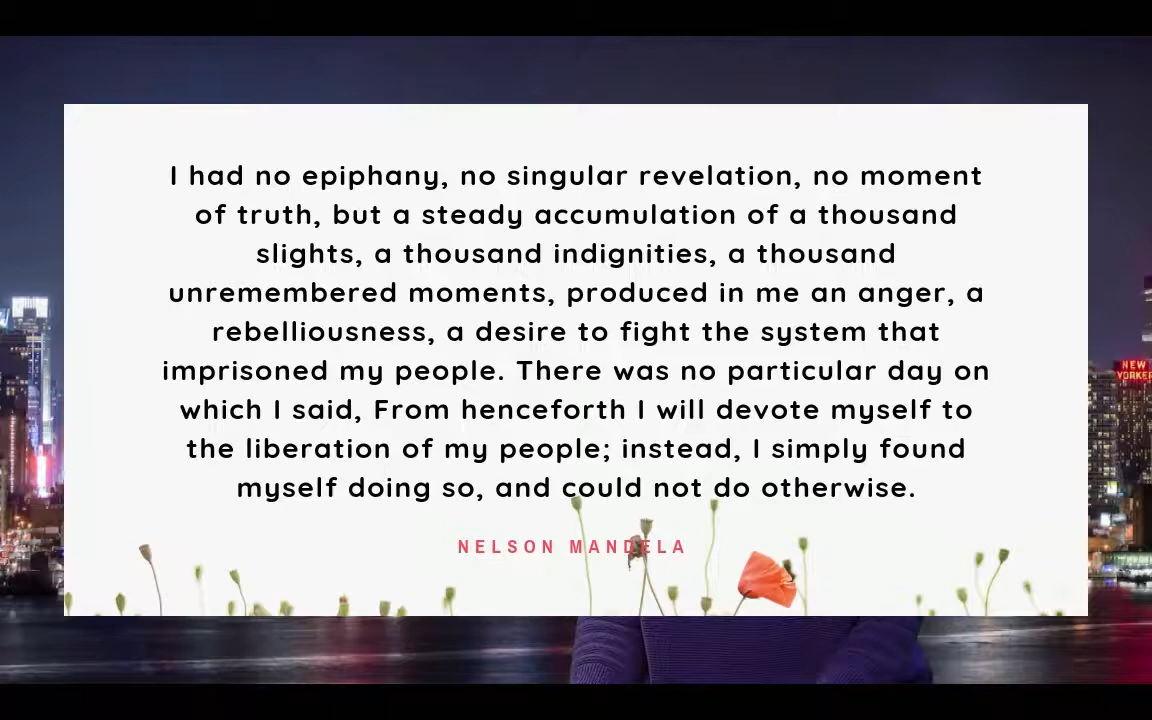 I had no epiphany, no singular revelation, no moment
of truth, but a steady accumulation of a thousand
slights, a thousand indignities, a thousand
unremembered moments, produced in me an anger, a
rebelliousness, a desire to fight the system that
imprisoned my people. There was no particular day on
which I said, From henceforth I will devote myself to
the liberation of my people; instead, I simply found
myself doing so, and could not do otherwise.
NELSON MANDELA
NEW
YORKER